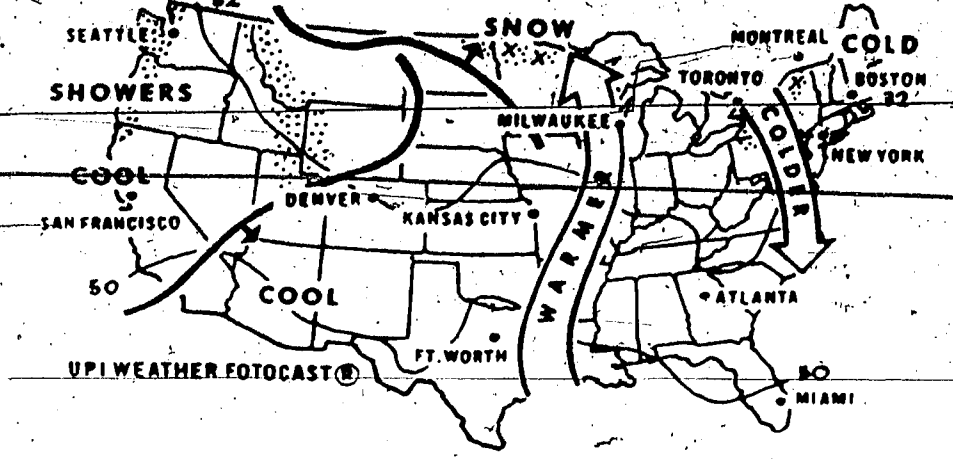 32
SNOW
SEATTLE
MONTREAL
COLD
TORONTO
BOSTON
SHOWERS
32
MILWAUKEE
COLDER
NEW YORK
COOL
DENVER
KANSAS CITY
SAN FRANCISCO
WARMER
50
COOL
ATLANTA
FT. WORTH
UPI WEATHER FOTOCAST®
50
MIAMI